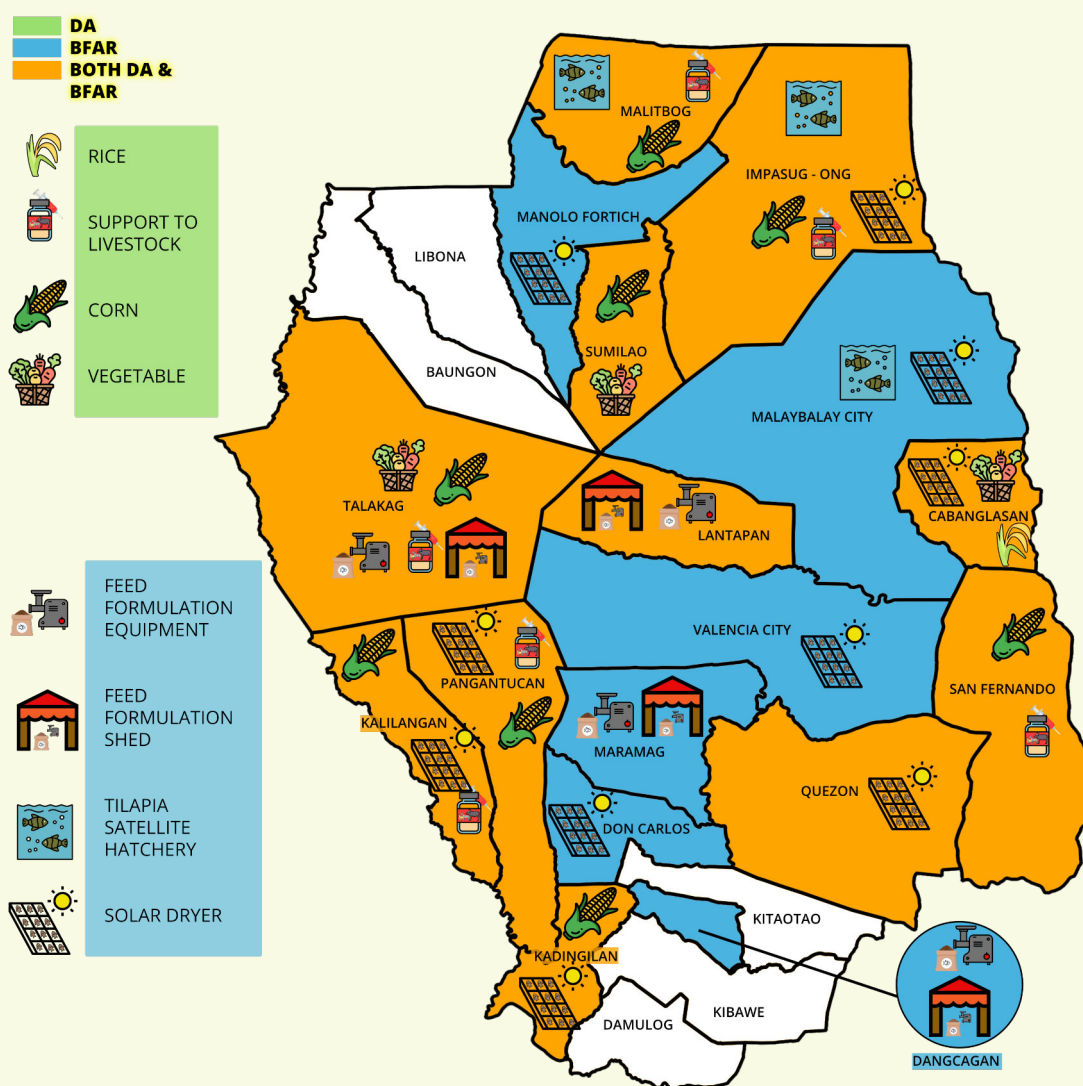 DA
BFAR
BOTH DA &
BFAR
RICE
SUPPORT TO
LIVESTOCK
CORN
VEGETABLE
FEED
FORMULATION
EQUIPMENT
FEED
FORMULATION
SHED
TILAPIA
SATELLITE
HATCHERY
SOLAR DRYER
MALITBOG
IMPASUG - ONG
MANOLO FORTICH
LIBONA
SUMILAO
BAUNGON
MALAYBALAY CITY
TALAKAG
CABANGLASAN
LANTAPAN
VALENCIA CITY
PANGANTUCAN
SAN FERNANDO
KALILANGAN
MARAMAG
QUEZON
DON CARLOS
KITAOTAO
KADINGILAN
KIBAWE
DAMULOG
DANGCAGAN